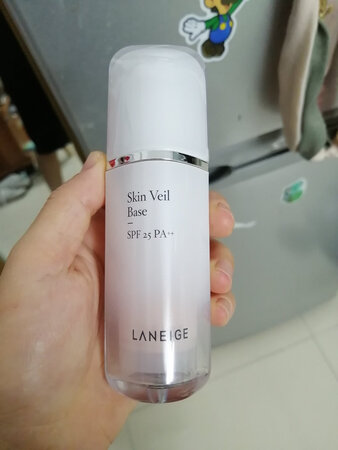 Skin Veil
Base
SPF 25 PA++
LANEIGE